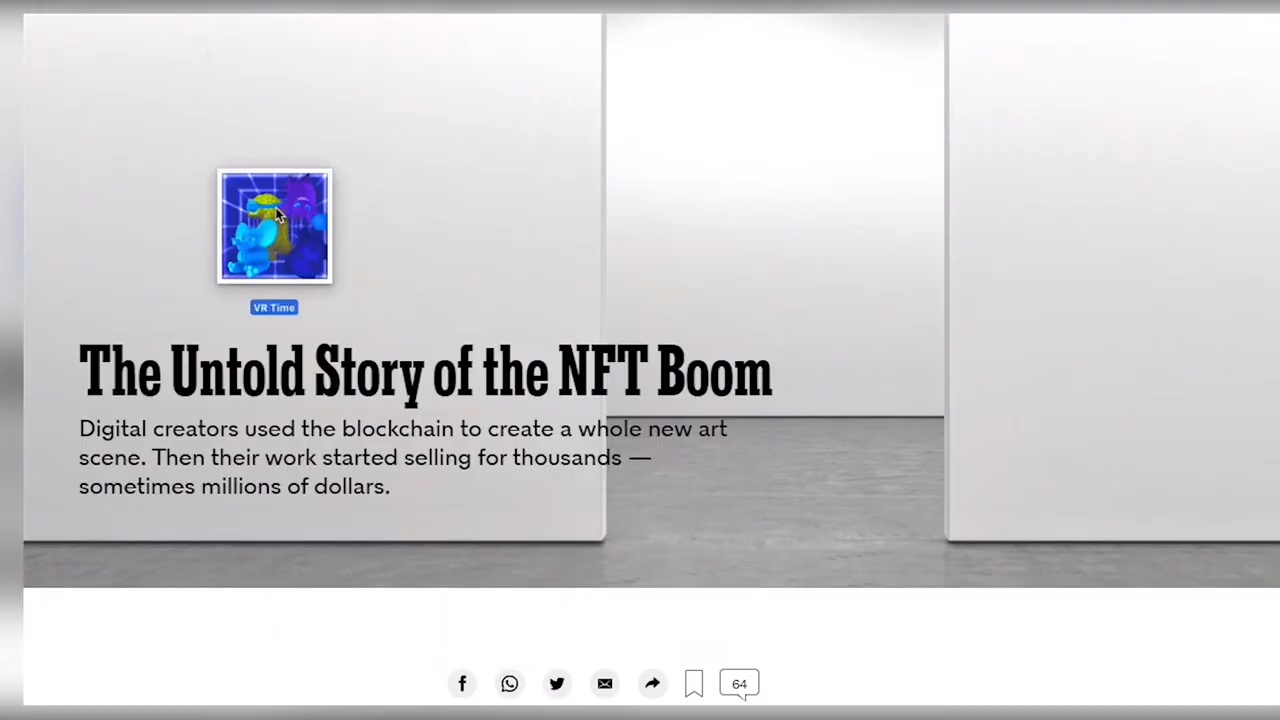 VR Time
The Untold Story of the NFT Boom
Digital creators used the blockchain to create a whole new art
scene. Then their work started selling for thousands —
sometimes millions of dollars.
64